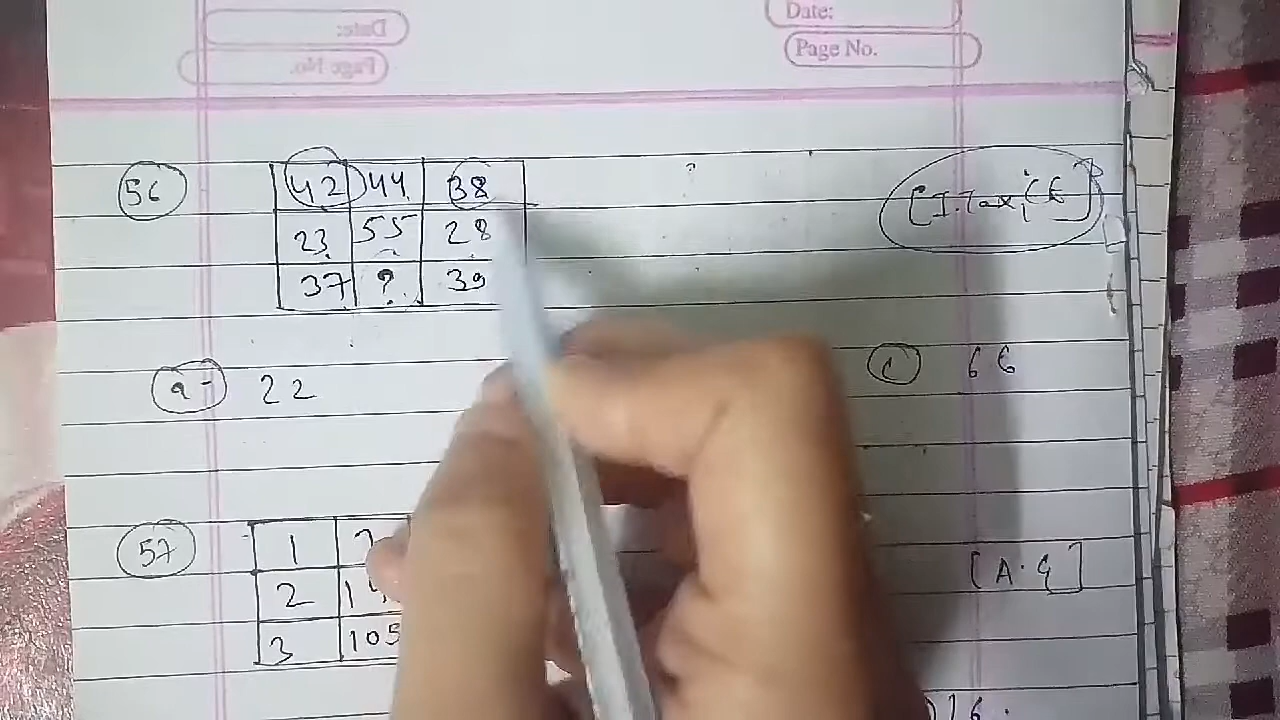 Date:
Page No.
Date:
Page No.
56
42 44 38
23 55 28
37 ? 39
a- 22
c 66
57
1
2
3 105
[A.G]
16.